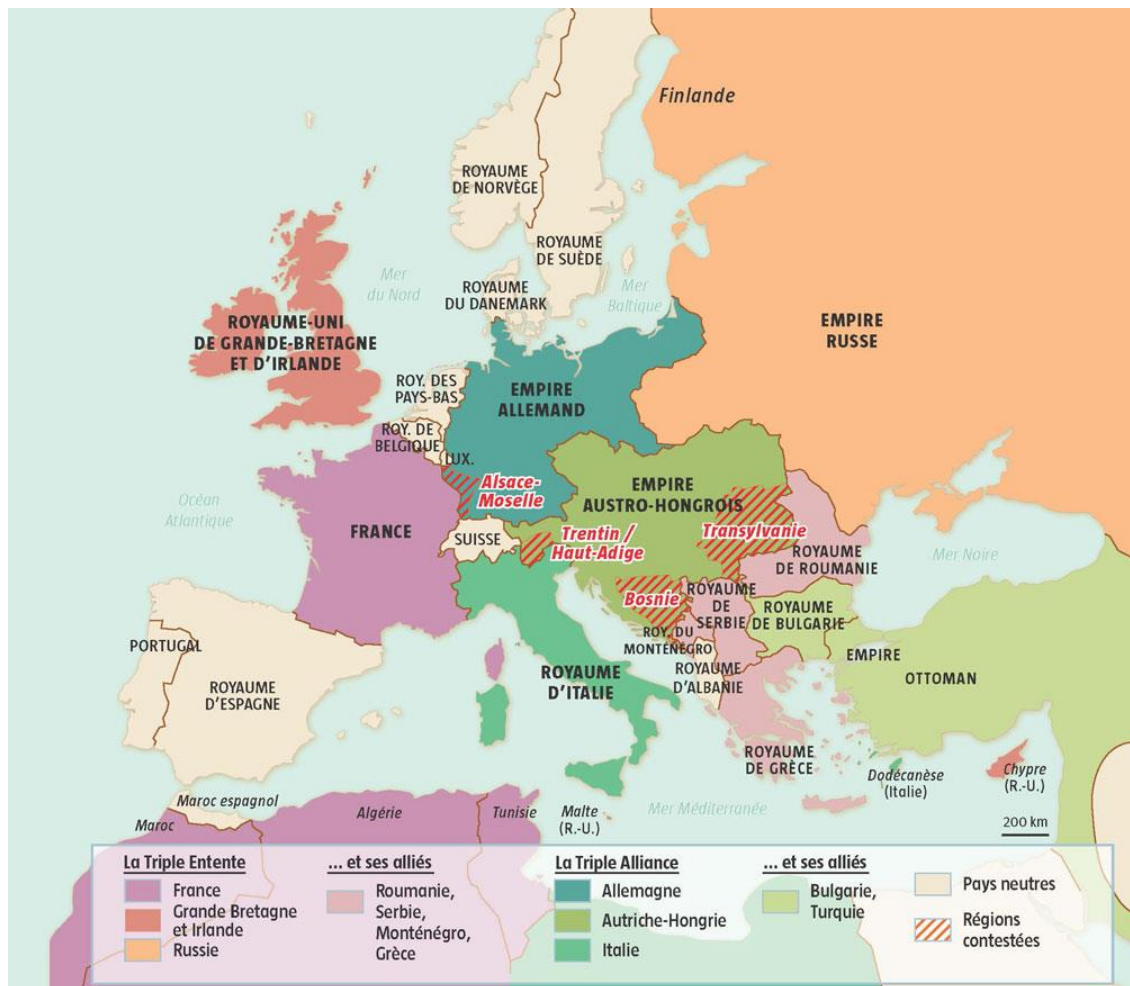 Finlande
ROYAUME
DE NORVÈGE
ROYAUME
DE SUÈDE
Mer
du Nord
ROYAUME
DU DANEMARK
Mer
Baltique
ROYAUME-UNI
DE GRANDE-BRETAGNE
ET D'IRLANDE
EMPIRE
RUSSE
ROY. DES
PAYS-BAS
EMPIRE
ALLEMAND
ROY. DE
BELGIQUE
LUX.
Alsace-
Moselle
EMPIRE
AUSTRO-HONGROIS
Océan
Atlantique
FRANCE
SUISSE
Trentin /
Haut-Adige
Transylvanie
ROYAUME
DE ROUMANIE
Mer Noire
Bosnie
ROYAUME
DE
SERBIE
ROYAUME
DE BULGARIE
ROY. DU
MONTÉNÉGRO
PORTUGAL
ROYAUME
D'ESPAGNE
ROYAUME
D'ITALIE
ROYAUME
D'ALBANIE
EMPIRE
OTTOMAN
ROYAUME
DE GRÈCE
Dodécanèse
(Italie)
Chypre
(R.-U.)
Maroc espagnol
Maroc
Algérie
Tunisie
Malte
(R.-U.)
Mer Méditerranée
200 km
La Triple Entente
France
Grande Bretagne
et Irlande
Russie
... et ses alliés
Roumanie,
Serbie,
Monténégro,
Grèce
La Triple Alliance
Allemagne
Autriche-Hongrie
Italie
... et ses alliés
Bulgarie,
Turquie
Pays neutres
Régions
contestées